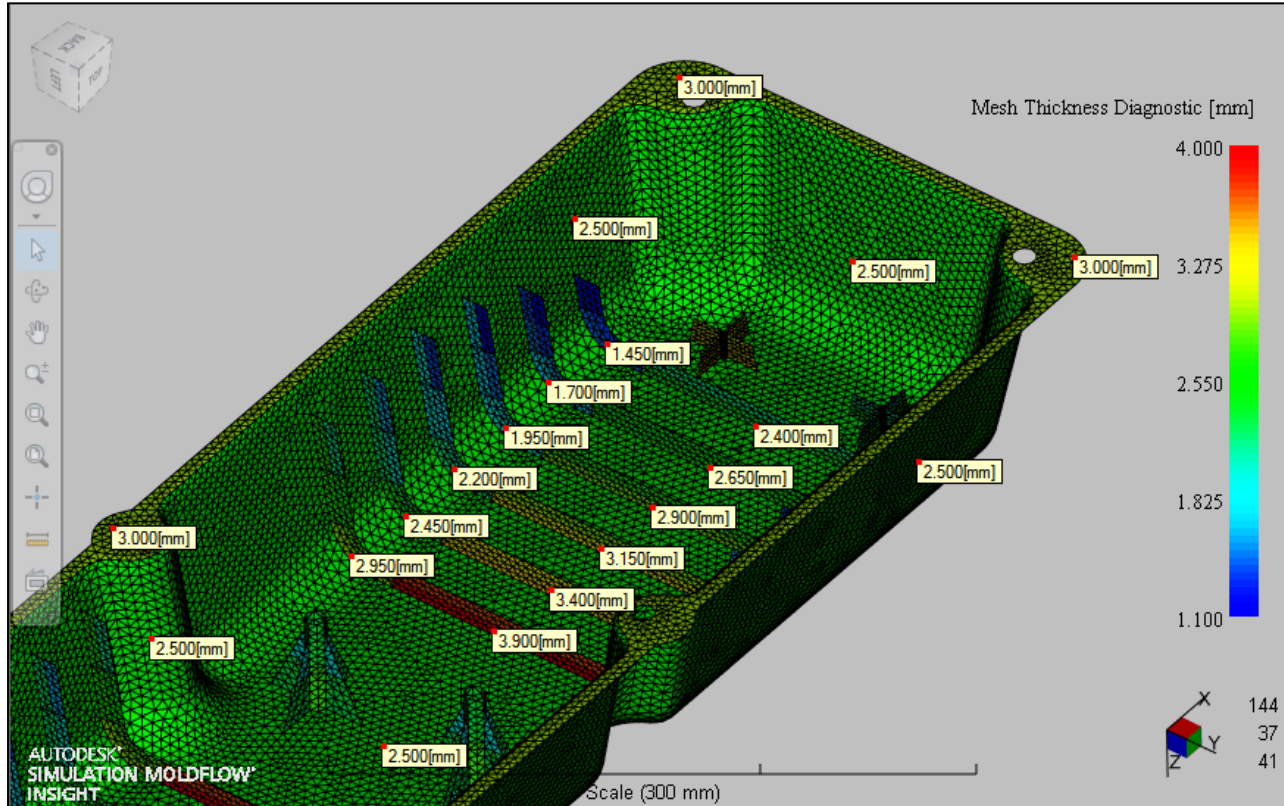 BACK
LEFT
TOP
3.000[mm]
Mesh Thickness Diagnostic [mm]
4.000
2.500[mm]
2.500[mm]
3.000[mm]
3.275
1.450[mm]
1.700[mm]
2.550
1.950[mm]
2.400[mm]
2.200[mm]
2.650[mm]
2.500[mm]
2.450[mm]
2.900[mm]
1.825
3.000[mm]
2.950[mm]
3.150[mm]
3.400[mm]
1.100
2.500[mm]
3.900[mm]
2.500[mm]
X
Y
Z
144
37
41
AUTODESK®
SIMULATION MOLDFLOW®
INSIGHT
Scale (300 mm)